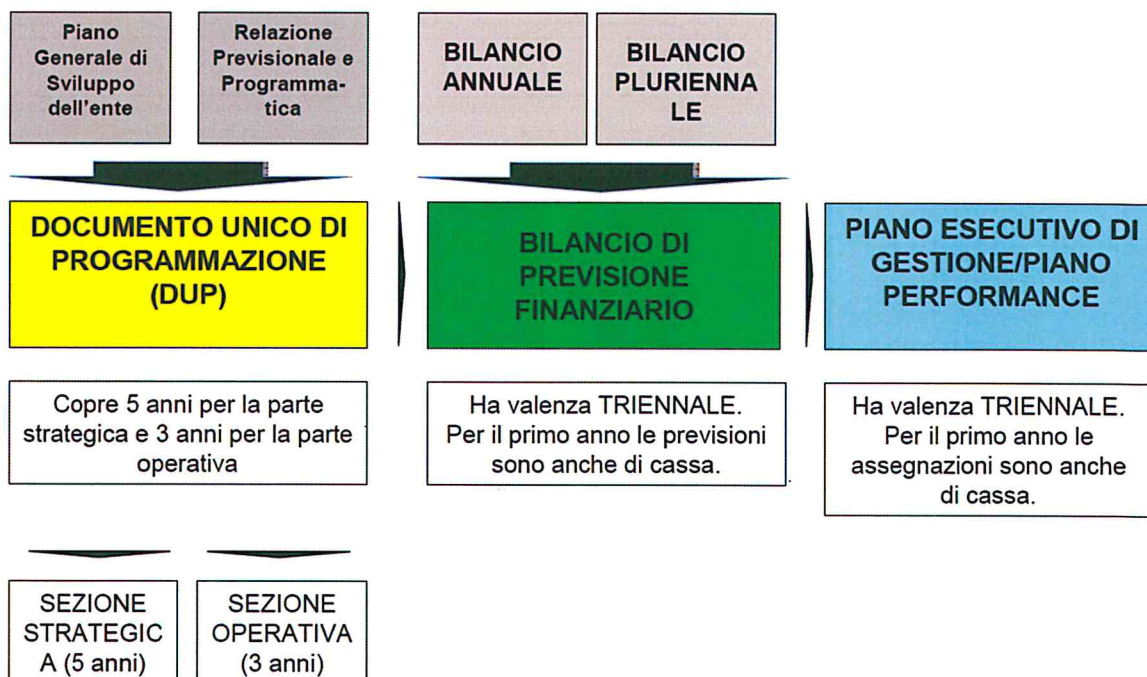 Piano
Generale di
Sviluppo
dell'ente
Relazione
Previsionale e
Programma-
tica
BILANCIO
ANNUALE
BILANCIO
PLURIENNA
LE
DOCUMENTO UNICO DI
PROGRAMMAZIONE
(DUP)
BILANCIO DI
PREVISIONE
FINANZIARIO
PIANO ESECUTIVO DI
GESTIONE/PIANO
PERFORMANCE
Copre 5 anni per la parte
strategica e 3 anni per la parte
operativa
Ha valenza TRIENNALE.
Per il primo anno le previsioni
sono anche di cassa.
Ha valenza TRIENNALE.
Per il primo anno le
assegnazioni sono anche
di cassa.
SEZIONE
STRATEGIC
A (5 anni)
SEZIONE
OPERATIVA
(3 anni)